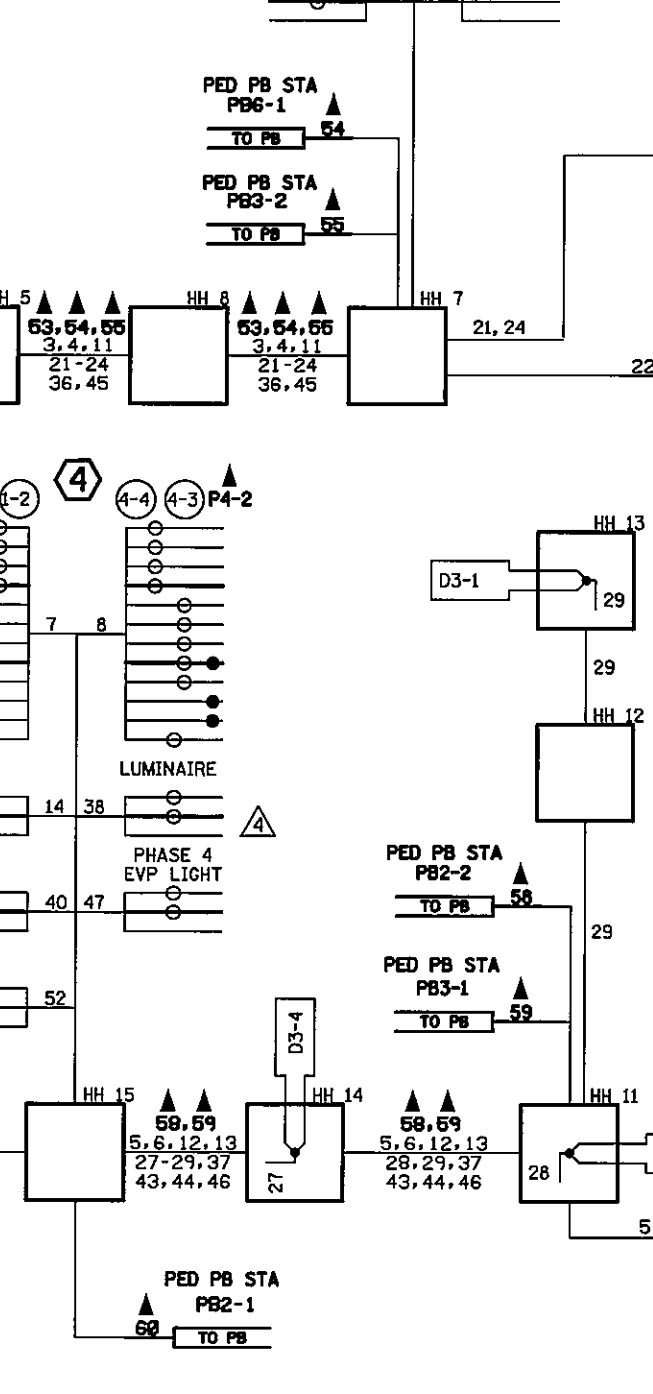 PED PB STA
PB6-1
54
TO PB
PED PB STA
PB3-2
55
TO PB
HH 5
53,54,55
3,4,11
21-24
36,45
HH 8
53,54,55
3,4,11
21-24
36,45
HH 7
21,24
22
1-2
4
4-4
4-3
P4-2
7
8
LUMINAIRE
14
38
4
PHASE 4
EVP LIGHT
40
47
52
HH 13
D3-1
29
29
HH 12
PED PB STA
PB2-2
58
TO PB
29
PED PB STA
PB3-1
59
TO PB
D3-4
HH 15
58,59
5,6,12,13
27-29,37
43,44,46
HH 14
27
58,59
5,6,12,13
28,29,37
43,44,46
HH 11
28
5
PED PB STA
PB2-1
60
TO PB